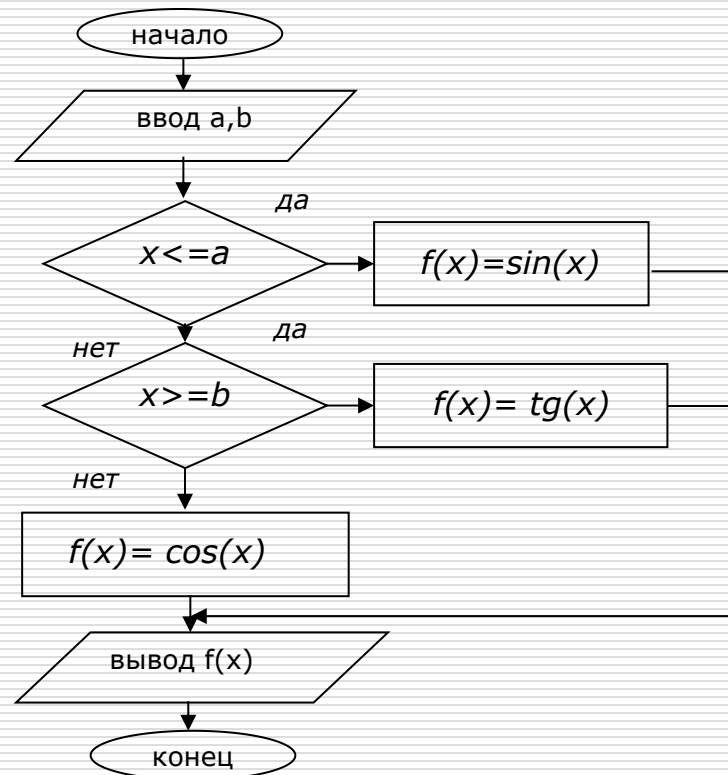 начало
ввод a,b
да
x<=a
f(x)=sin(x)
да
нет
x>=b
f(x)= tg(x)
нет
f(x)= cos(x)
вывод f(x)
конец